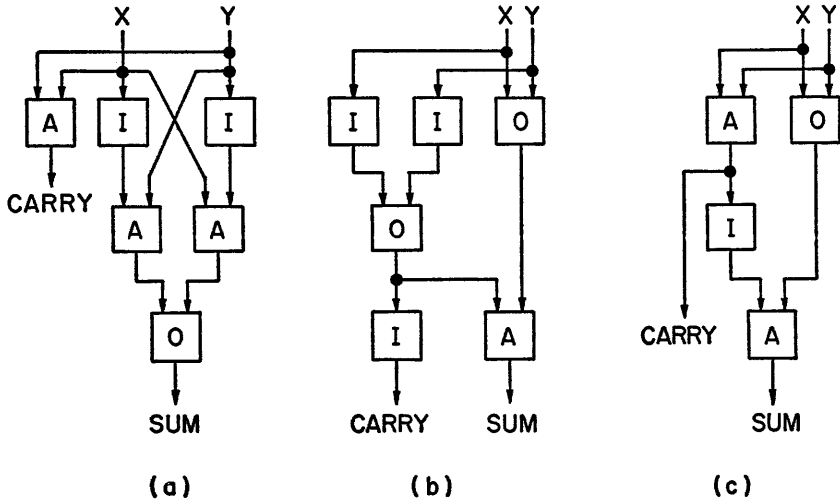 X Y X Y X Y
A I I I I O A O
CARRY A A O I
O I A CARRY A
SUM CARRY SUM SUM
(a) (b) (c)